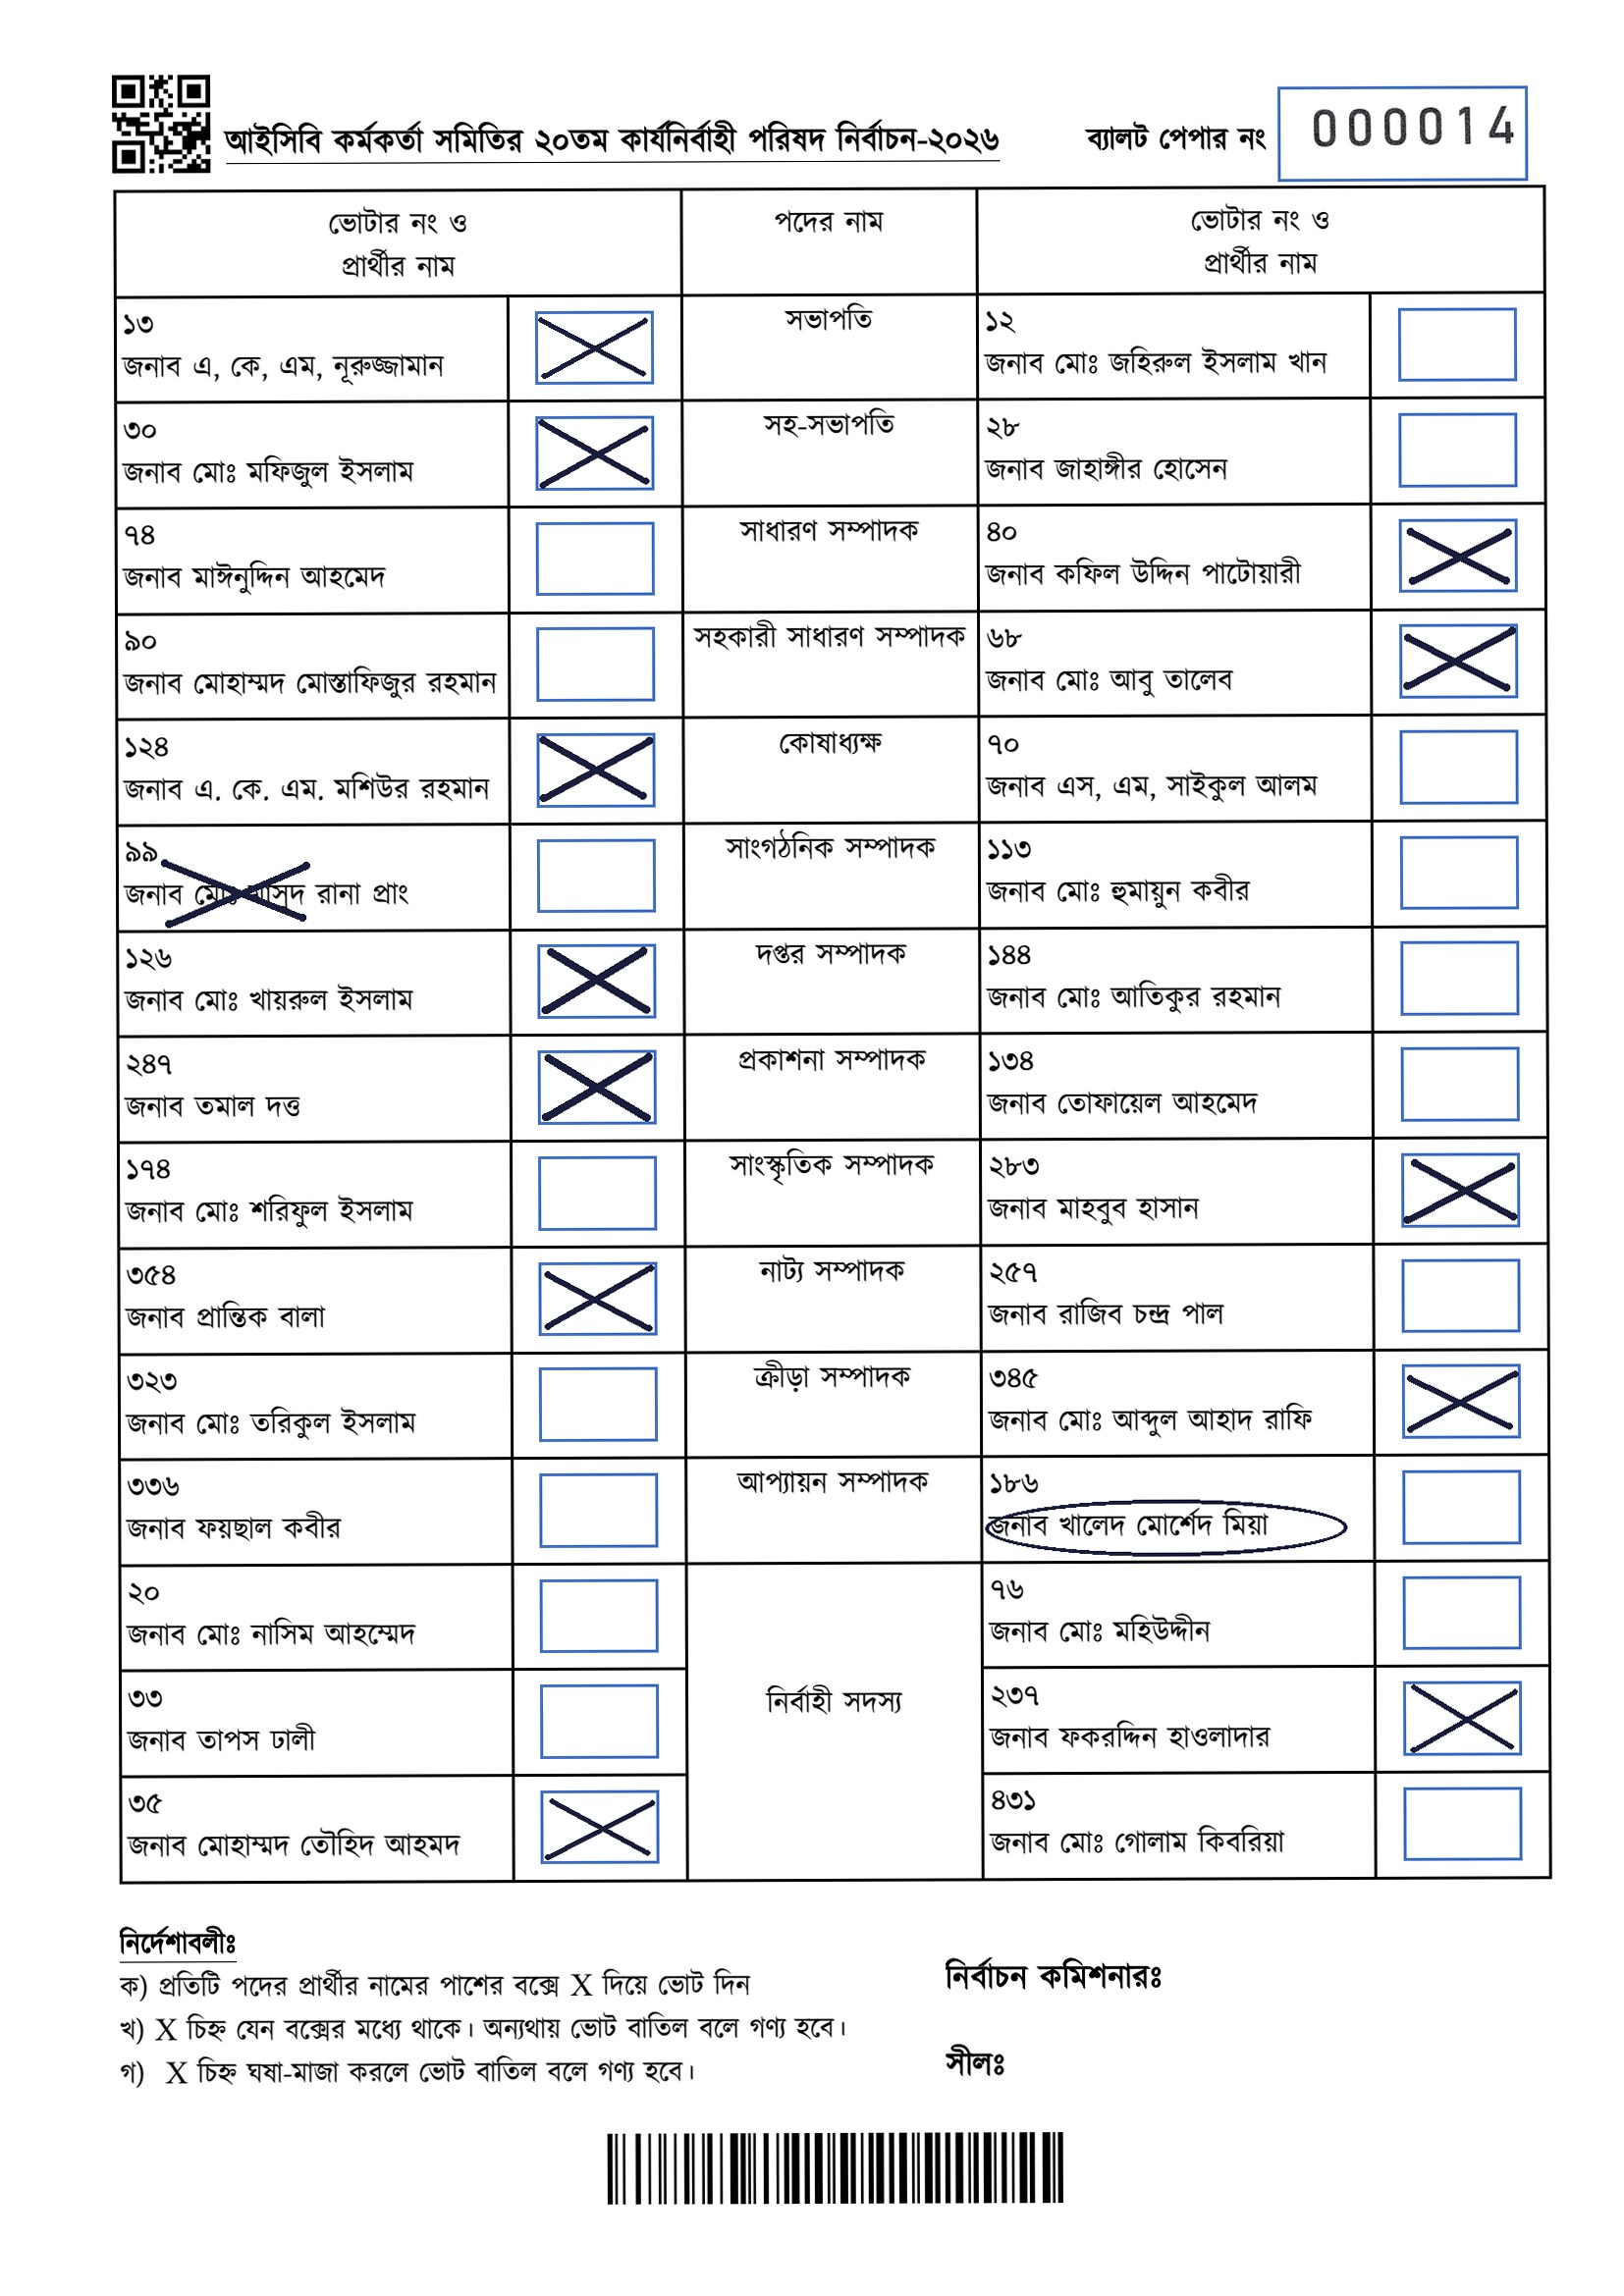 আইসিবি কর্মকর্তা সমিতির ২০তম কার্যনির্বাহী পরিষদ নির্বাচন-২০২৬ ব্যালট পেপার নং 000014
ভোটার নং ও পদের নাম ভোটার নং ও
প্রার্থীর নাম প্রার্থীর নাম
১৩ সভাপতি ১২
জনাব এ, কে, এম, নূরুজ্জামান জনাব মোঃ জহিরুল ইসলাম খান
৩০ সহ-সভাপতি ২৮
জনাব মোঃ মফিজুল ইসলাম জনাব জাহাঙ্গীর হোসেন
৭৪ সাধারণ সম্পাদক ৪০
জনাব মাঈনুদ্দিন আহমেদ জনাব কফিল উদ্দিন পাটোয়ারী
৯০ সহকারী সাধারণ সম্পাদক ৬৮
জনাব মোহাম্মদ মোস্তাফিজুর রহমান জনাব মোঃ আবু তালেব
১২৪ কোষাধ্যক্ষ ৭০
জনাব এ. কে. এম. মশিউর রহমান জনাব এস, এম, সাইকুল আলম
৯৯ সাংগঠনিক সম্পাদক ১১৩
জনাব মোঃ মাসুদ রানা প্রাং জনাব মোঃ হুমায়ুন কবীর
১২৬ দপ্তর সম্পাদক ১৪৪
জনাব মোঃ খায়রুল ইসলাম জনাব মোঃ আতিকুর রহমান
২৪৭ প্রকাশনা সম্পাদক ১৩৪
জনাব তমাল দত্ত জনাব তোফায়েল আহমেদ
১৭৪ সাংস্কৃতিক সম্পাদক ২৮৩
জনাব মোঃ শরিফুল ইসলাম জনাব মাহবুব হাসান
৩৫৪ নাট্য সম্পাদক ২৫৭
জনাব প্রান্তিক বালা জনাব রাজিব চন্দ্র পাল
৩২৩ ক্রীড়া সম্পাদক ৩৪৫
জনাব মোঃ তরিকুল ইসলাম জনাব মোঃ আব্দুল আহাদ রাফি
৩৩৬ আপ্যায়ন সম্পাদক ১৮৬
জনাব ফয়ছাল কবীর জনাব খালেদ মোর্শেদ মিয়া
২০ ৭৬
জনাব মোঃ নাসিম আহম্মেদ জনাব মোঃ মহিউদ্দীন
৩৩ নির্বাহী সদস্য ২৩৭
জনাব তাপস ঢালী জনাব ফকরদ্দিন হাওলাদার
৩৫ ৪৩১
জনাব মোহাম্মদ তৌহিদ আহমদ জনাব মোঃ গোলাম কিবরিয়া
নির্দেশাবলীঃ
ক) প্রতিটি পদের প্রার্থীর নামের পাশের বক্সে X দিয়ে ভোট দিন
নির্বাচন কমিশনারঃ
খ) X চিহ্ন যেন বক্সের মধ্যে থাকে। অন্যথায় ভোট বাতিল বলে গণ্য হবে।
গ) X চিহ্ন ঘষা-মাজা করলে ভোট বাতিল বলে গণ্য হবে।
সীলঃ